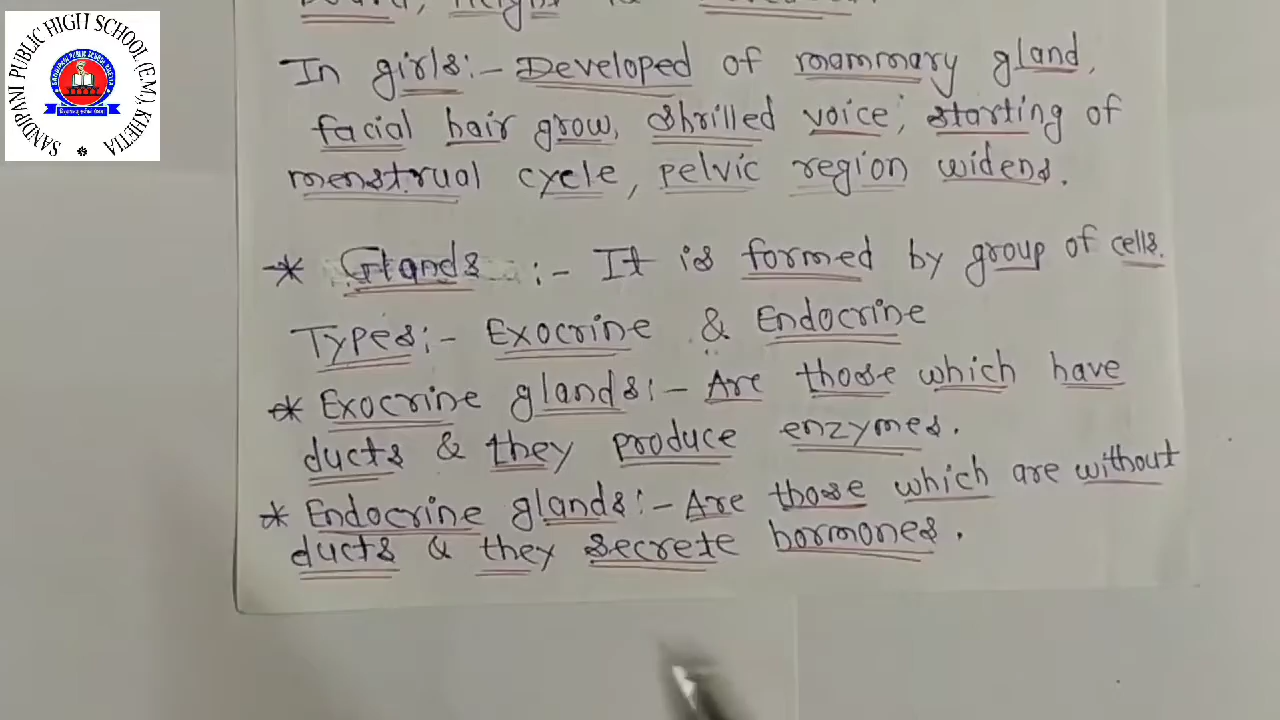 SANDIPANI PUBLIC HIGH SCHOOL (E.M.), KHETIA
In girls:- Developed of mammary gland,
facial hair grow, Shrilled voice, starting of
menstrual cycle, pelvic region widens.
* Glands :- It is formed by group of cells.
Types:- Exocrine & Endocrine
* Exocrine glands:- Are those which have
ducts & they produce enzymes.
* Endocrine glands:- Are those which are without
ducts & they secrete hormones.